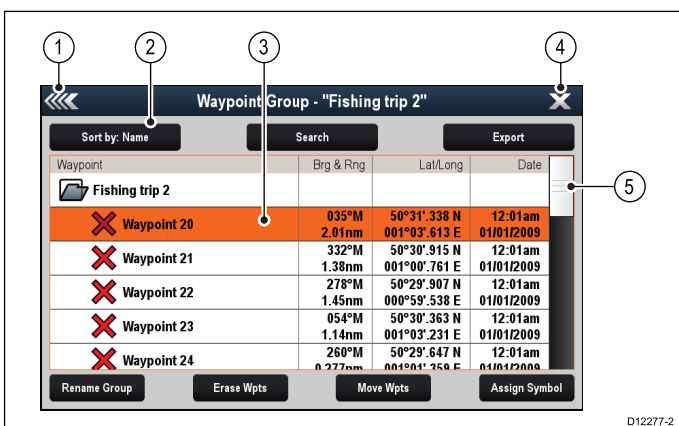 1 2 3 4
Waypoint Group - "Fishing trip 2"
Sort by: Name Search Export
Waypoint Brg & Rng Lat/Long Date
5
Fishing trip 2
Waypoint 20 035°M 50°31'.338 N 12:01am
2.01nm 001°03'.613 E 01/01/2009
Waypoint 21 332°M 50°30'.915 N 12:01am
1.38nm 001°00'.761 E 01/01/2009
Waypoint 22 278°M 50°29'.907 N 12:01am
1.45nm 000°59'.538 E 01/01/2009
Waypoint 23 054°M 50°30'.363 N 12:01am
1.14nm 001°03'.231 E 01/01/2009
Waypoint 24 260°M 50°29'.647 N 12:01am
0.277nm 001°01'.359 E 01/01/2009
Rename Group Erase Wpts Move Wpts Assign Symbol
D12277-2